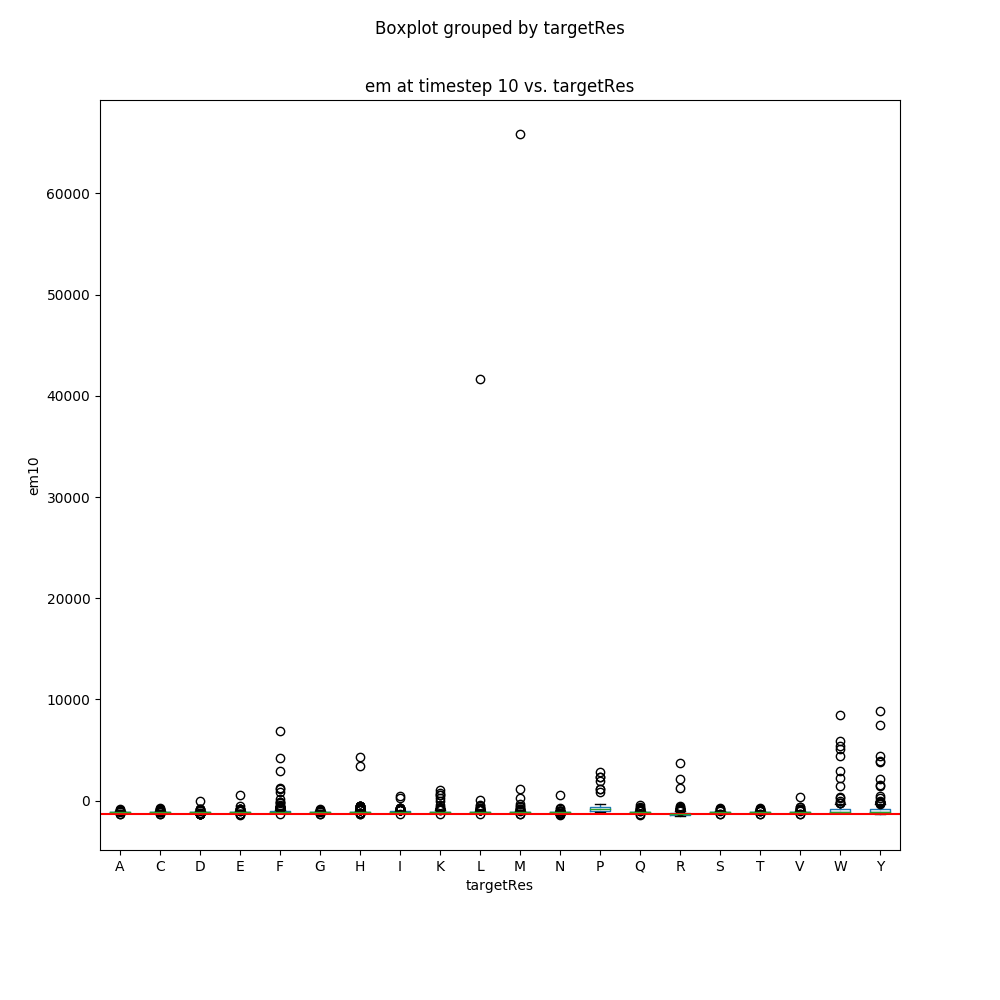 Boxplot grouped by targetRes
em at timestep 10 vs. targetRes
60000
50000
40000
30000
20000
10000
0
em10
A C D E F G H I K L M N P Q R S T V W Y
targetRes